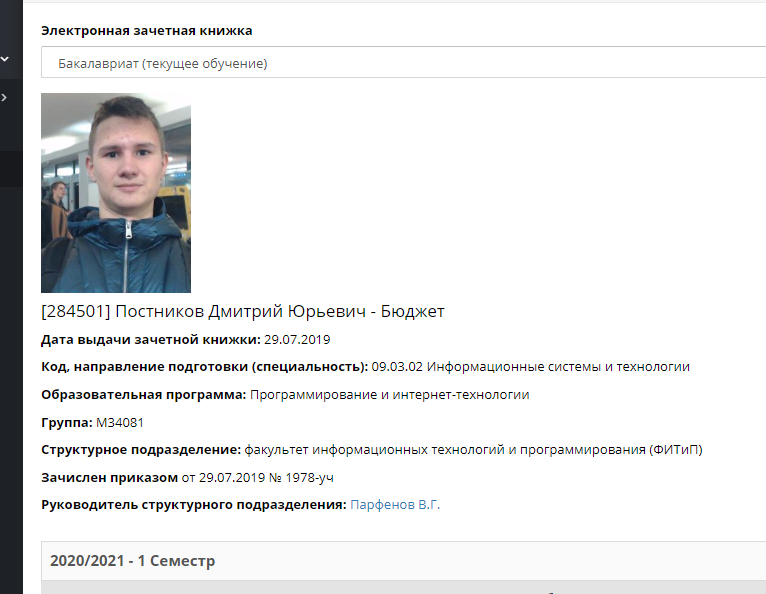 Электронная зачетная книжка
Бакалавриат (текущее обучение)
[284501] Постников Дмитрий Юрьевич - Бюджет
Дата выдачи зачетной книжки: 29.07.2019
Код, направление подготовки (специальность): 09.03.02 Информационные системы и технологии
Образовательная программа: Программирование и интернет-технологии
Группа: M34081
Структурное подразделение: факультет информационных технологий и программирования (ФИТиП)
Зачислен приказом от 29.07.2019 № 1978-уч
Руководитель структурного подразделения: Парфенов В.Г.
2020/2021 - 1 Семестр